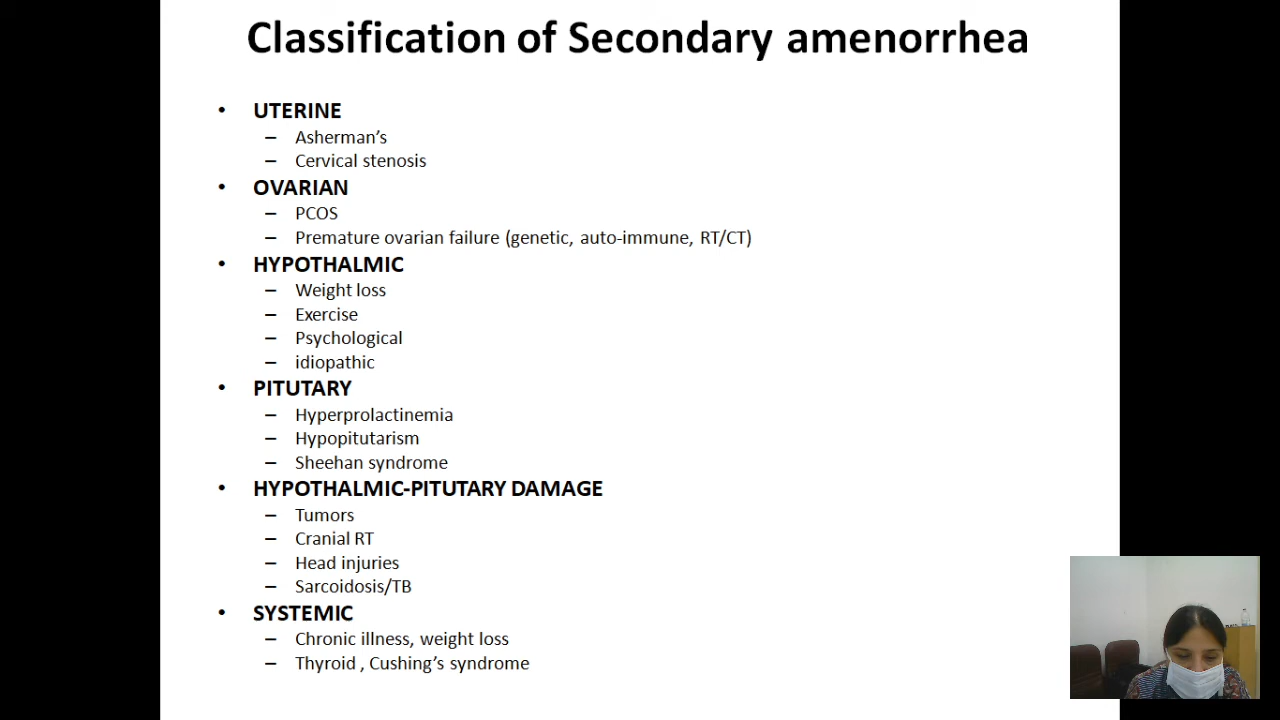 Classification of Secondary amenorrhea
• UTERINE
– Asherman's
– Cervical stenosis
• OVARIAN
– PCOS
– Premature ovarian failure (genetic, auto-immune, RT/CT)
• HYPOTHALMIC
– Weight loss
– Exercise
– Psychological
– idiopathic
• PITUTARY
– Hyperprolactinemia
– Hypopitutarism
– Sheehan syndrome
• HYPOTHALMIC-PITUTARY DAMAGE
– Tumors
– Cranial RT
– Head injuries
– Sarcoidosis/TB
• SYSTEMIC
– Chronic illness, weight loss
– Thyroid , Cushing's syndrome